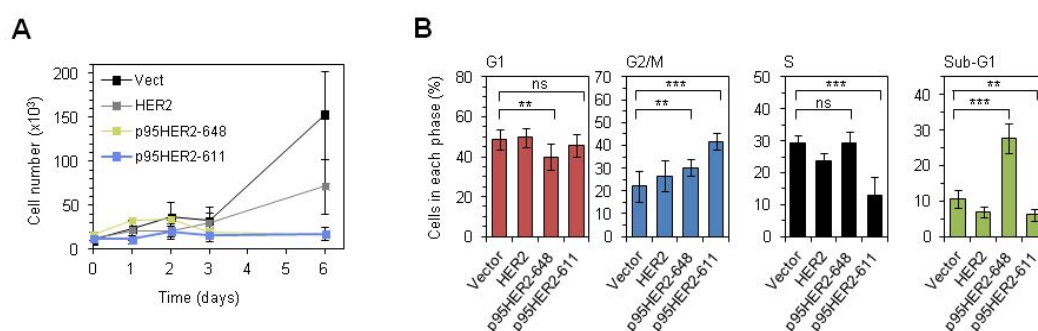 A
Cell number (x10³)
200
150
100
50
0
0 1 2 3 4 5 6
Time (days)
Vect
HER2
p95HER2-648
p95HER2-611
B
Cells in each phase (%)
G1
80
60
40
20
0
ns
**
Vector
HER2
p95HER2-648
p95HER2-611
G2/M
70
60
50
40
30
20
10
0
***
**
Vector
HER2
p95HER2-648
p95HER2-611
S
50
40
30
20
10
0
***
ns
Vector
HER2
p95HER2-648
p95HER2-611
Sub-G1
40
30
20
10
0
**
***
Vector
HER2
p95HER2-648
p95HER2-611